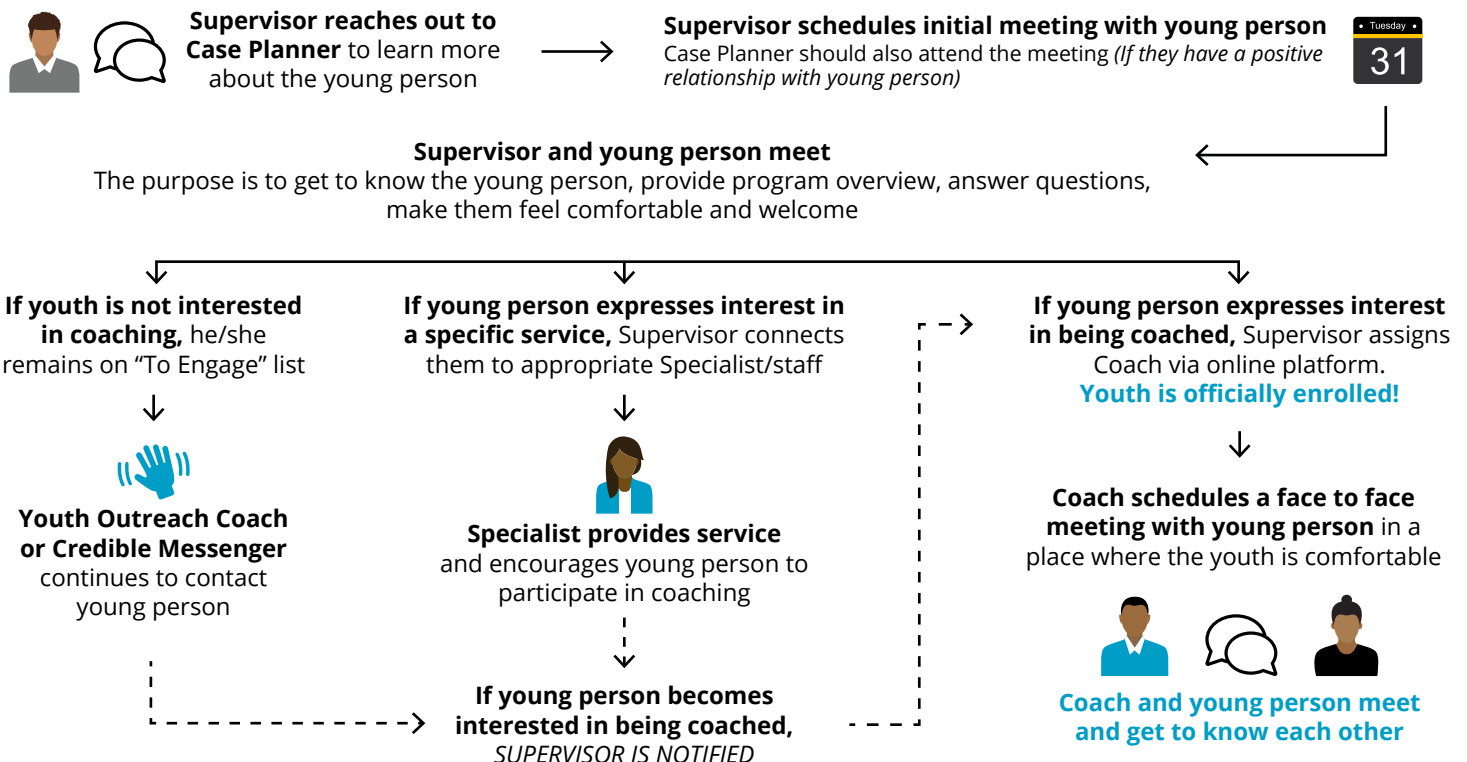 Supervisor reaches out to
Case Planner to learn more
about the young person
Supervisor schedules initial meeting with young person
Case Planner should also attend the meeting (If they have a positive
relationship with young person)
• Tuesday •
31
Supervisor and young person meet
The purpose is to get to know the young person, provide program overview, answer questions,
make them feel comfortable and welcome
If youth is not interested
in coaching, he/she
remains on “To Engage” list
Youth Outreach Coach
or Credible Messenger
continues to contact
young person
If young person expresses interest in
a specific service, Supervisor connects
them to appropriate Specialist/staff
Specialist provides service
and encourages young person to
participate in coaching
If young person becomes
interested in being coached,
SUPERVISOR IS NOTIFIED
If young person expresses interest
in being coached, Supervisor assigns
Coach via online platform.
Youth is officially enrolled!
Coach schedules a face to face
meeting with young person in a
place where the youth is comfortable
Coach and young person meet
and get to know each other